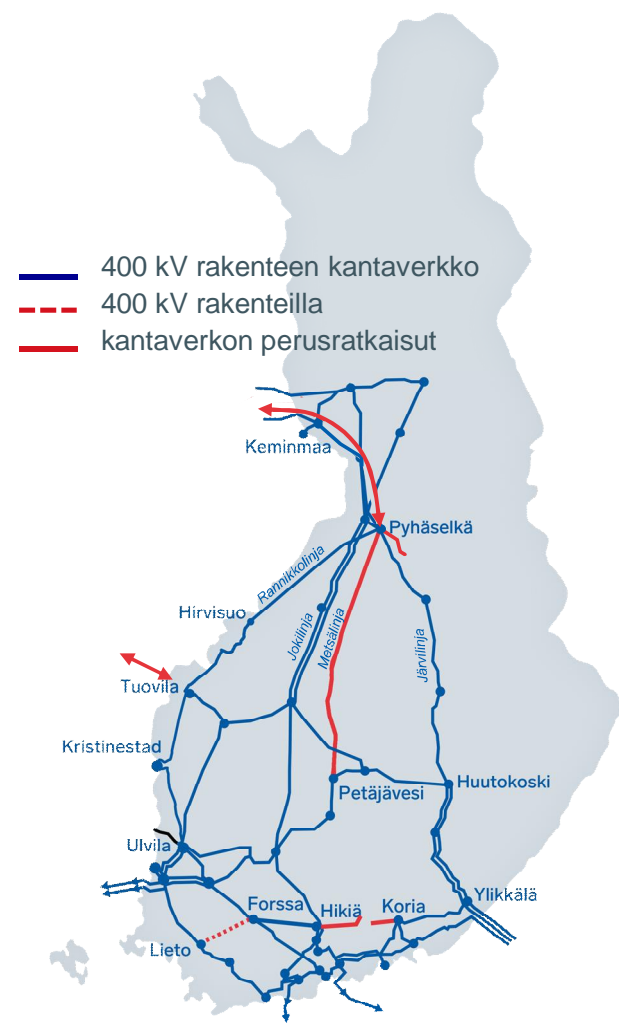 400 kV rakenteen kantaverkko
400 kV rakenteilla
kantaverkon perusratkaisut
Keminmaa
Pyhäselkä
Rannikkolinja
Hirvisuo
Jokilinja
Metsälinja
Järvilinja
Tuovila
Kristinestad
Petäjävesi
Huutokoski
Ulvila
Forssa
Hikiä
Koria
Ylikkälä
Lieto